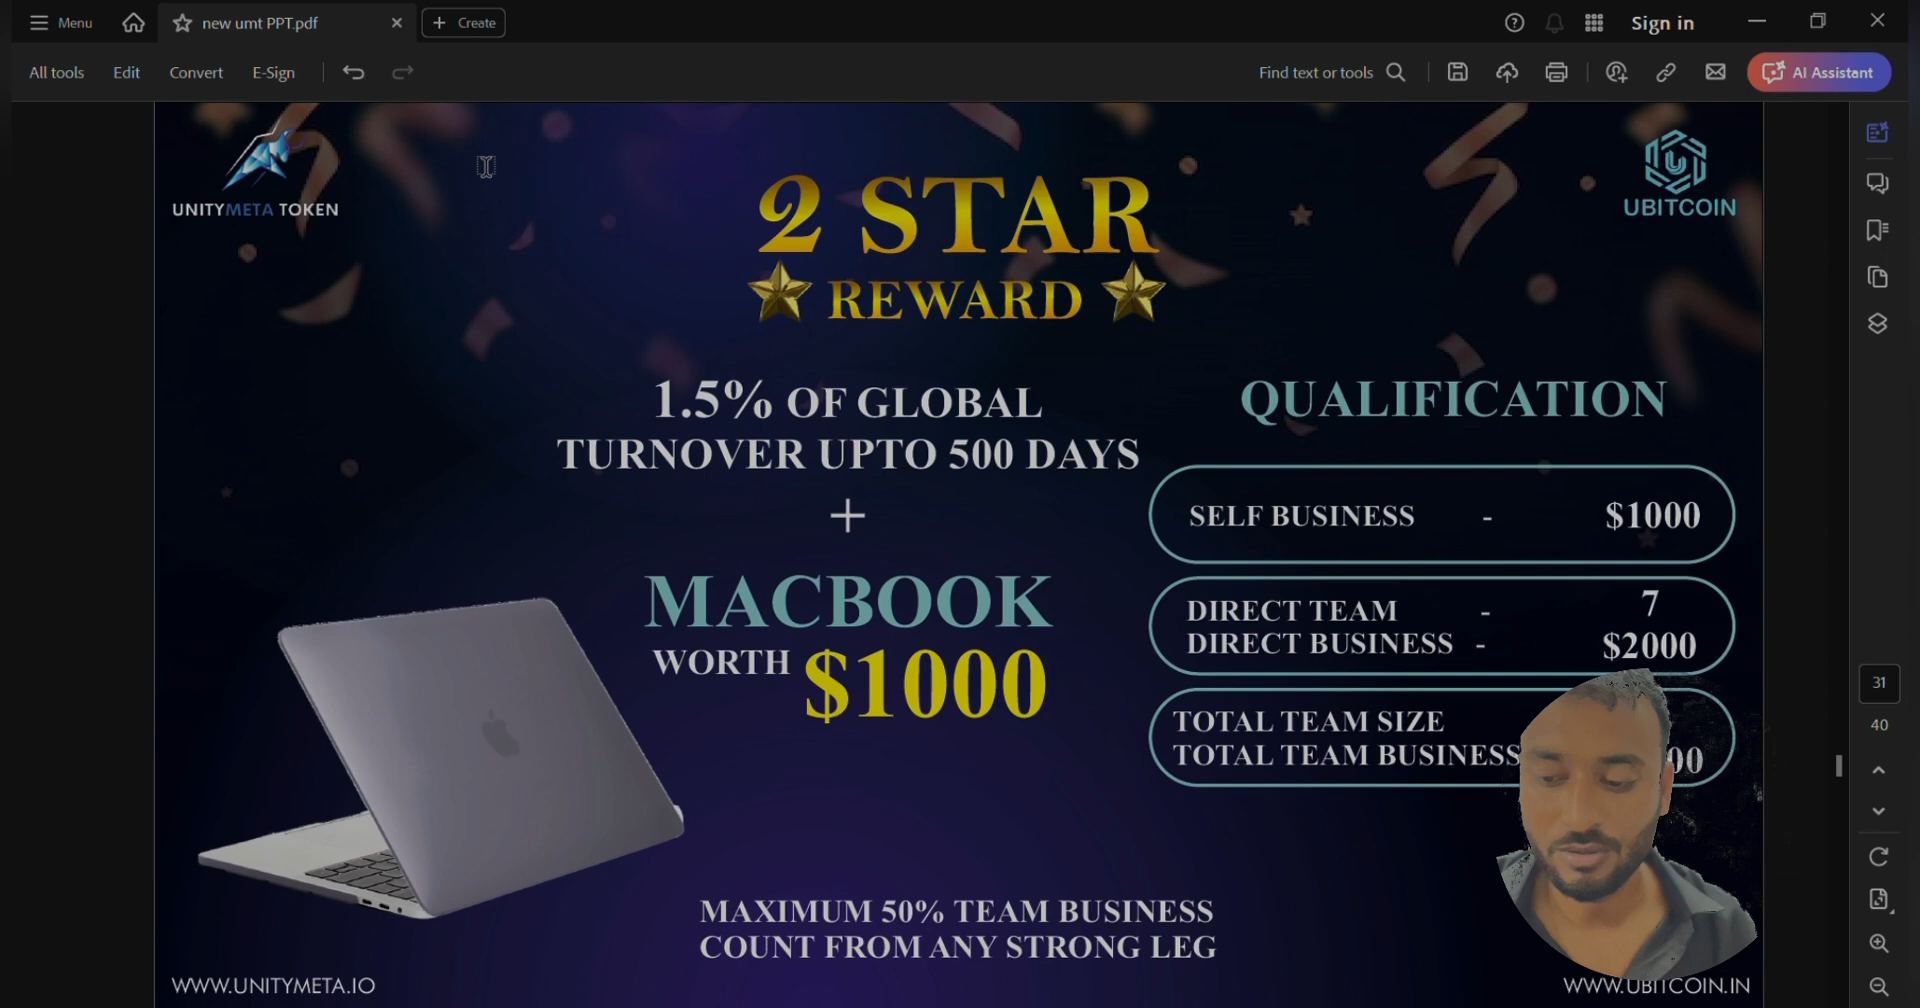 Menu
new umt PPT.pdf
Create
Sign in
All tools
Edit
Convert
E-Sign
Find text or tools
AI Assistant
UNITYMETA TOKEN
UBITCOIN
2 STAR
REWARD
1.5% OF GLOBAL
TURNOVER UPTO 500 DAYS
+
MACBOOK
WORTH $1000
QUALIFICATION
SELF BUSINESS - $1000
DIRECT TEAM - 7
DIRECT BUSINESS - $2000
TOTAL TEAM SIZE
TOTAL TEAM BUSINESS
MAXIMUM 50% TEAM BUSINESS
COUNT FROM ANY STRONG LEG
WWW.UNITYMETA.IO
WWW.UBITCOIN.IN
31
40